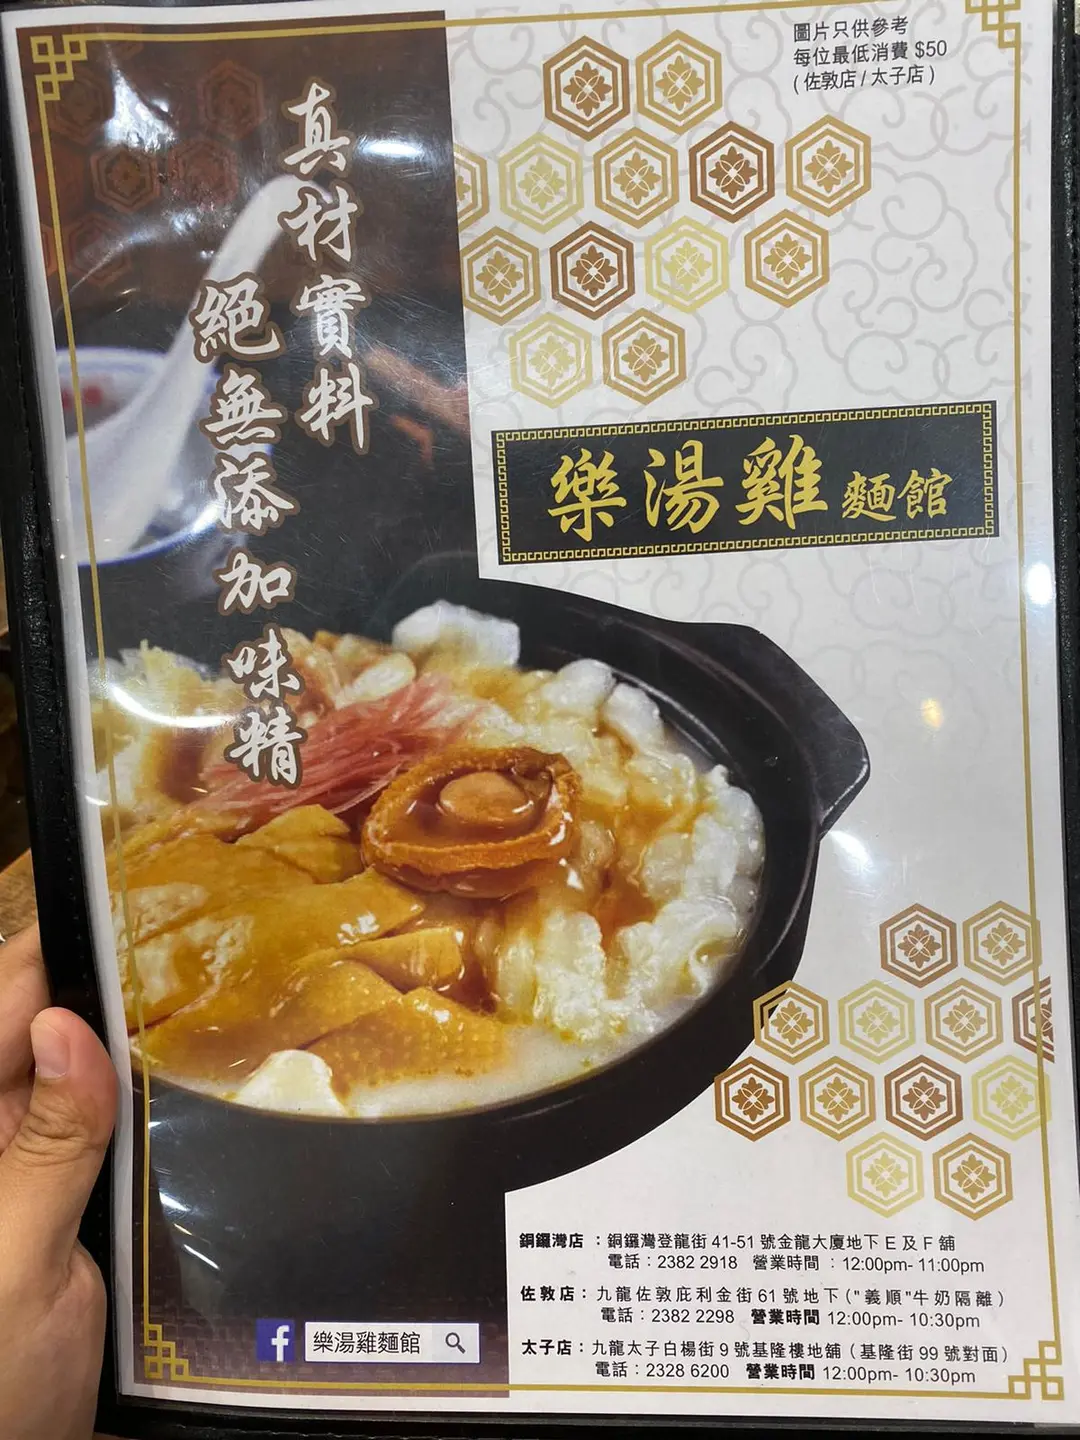 圖片只供參考
每位最低消費 $50
( 佐敦店 / 太子店 )
真材實料
絕無添加味精
樂湯雞麵館
銅鑼灣店 : 銅鑼灣登龍街 41-51 號金龍大廈地下 E 及 F 舖
電話 : 2382 2918 營業時間 : 12:00pm- 11:00pm
佐敦店 : 九龍佐敦庇利金街 61 號地下 ("義順"牛奶隔離 )
電話 : 2382 2298 營業時間 12:00pm- 10:30pm
太子店 : 九龍太子白楊街 9 號基隆樓地舖 ( 基隆街 99 號對面 )
電話 : 2328 6200 營業時間 12:00pm- 10:30pm
f 樂湯雞麵館